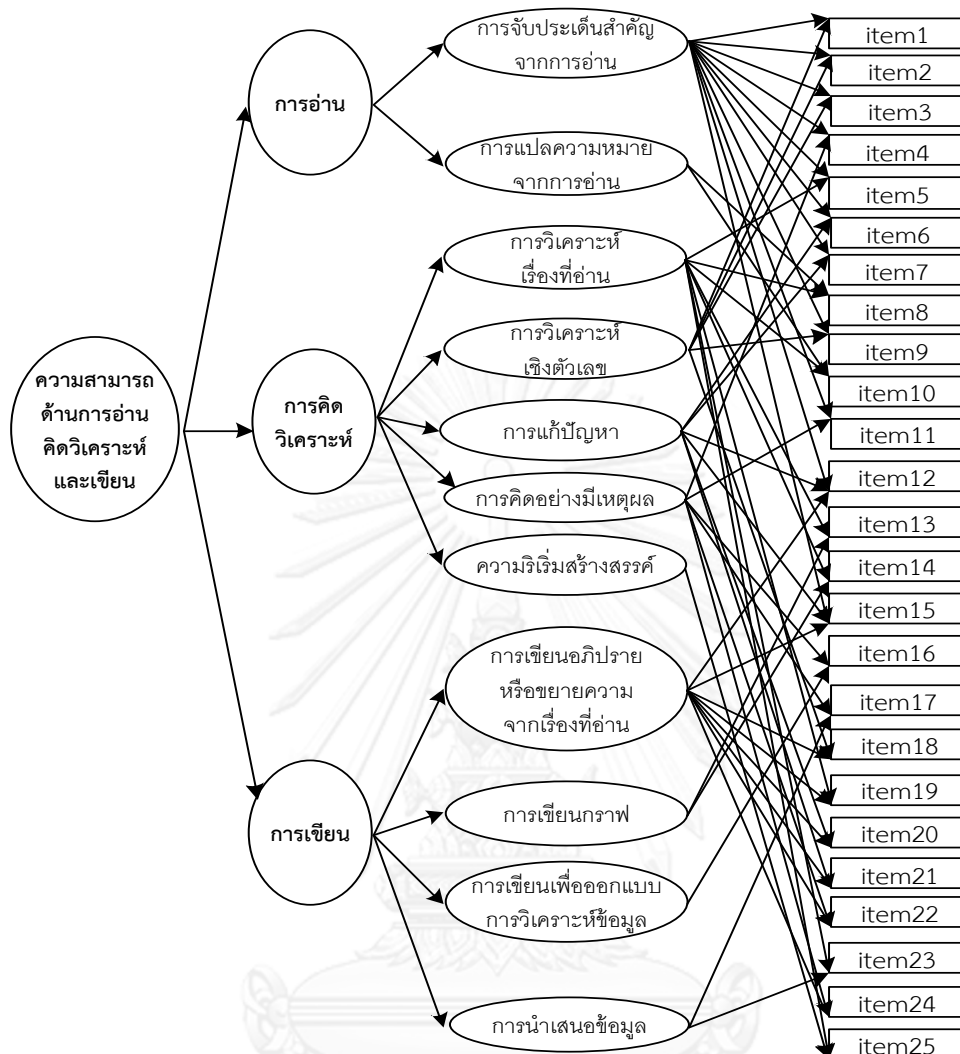 ความสามารถ
ด้านการอ่าน
คิดวิเคราะห์
และเขียน
การอ่าน
การคิด
วิเคราะห์
การเขียน
การจับประเด็นสำคัญ
จากการอ่าน
การแปลความหมาย
จากการอ่าน
การวิเคราะห์
เรื่องที่อ่าน
การวิเคราะห์
เชิงตัวเลข
การแก้ปัญหา
การคิดอย่างมีเหตุผล
ความริเริ่มสร้างสรรค์
การเขียนอภิปราย
หรือขยายความ
จากเรื่องที่อ่าน
การเขียนกราฟ
การเขียนเพื่อออกแบบ
การวิเคราะห์ข้อมูล
การนำเสนอข้อมูล
item1
item2
item3
item4
item5
item6
item7
item8
item9
item10
item11
item12
item13
item14
item15
item16
item17
item18
item19
item20
item21
item22
item23
item24
item25